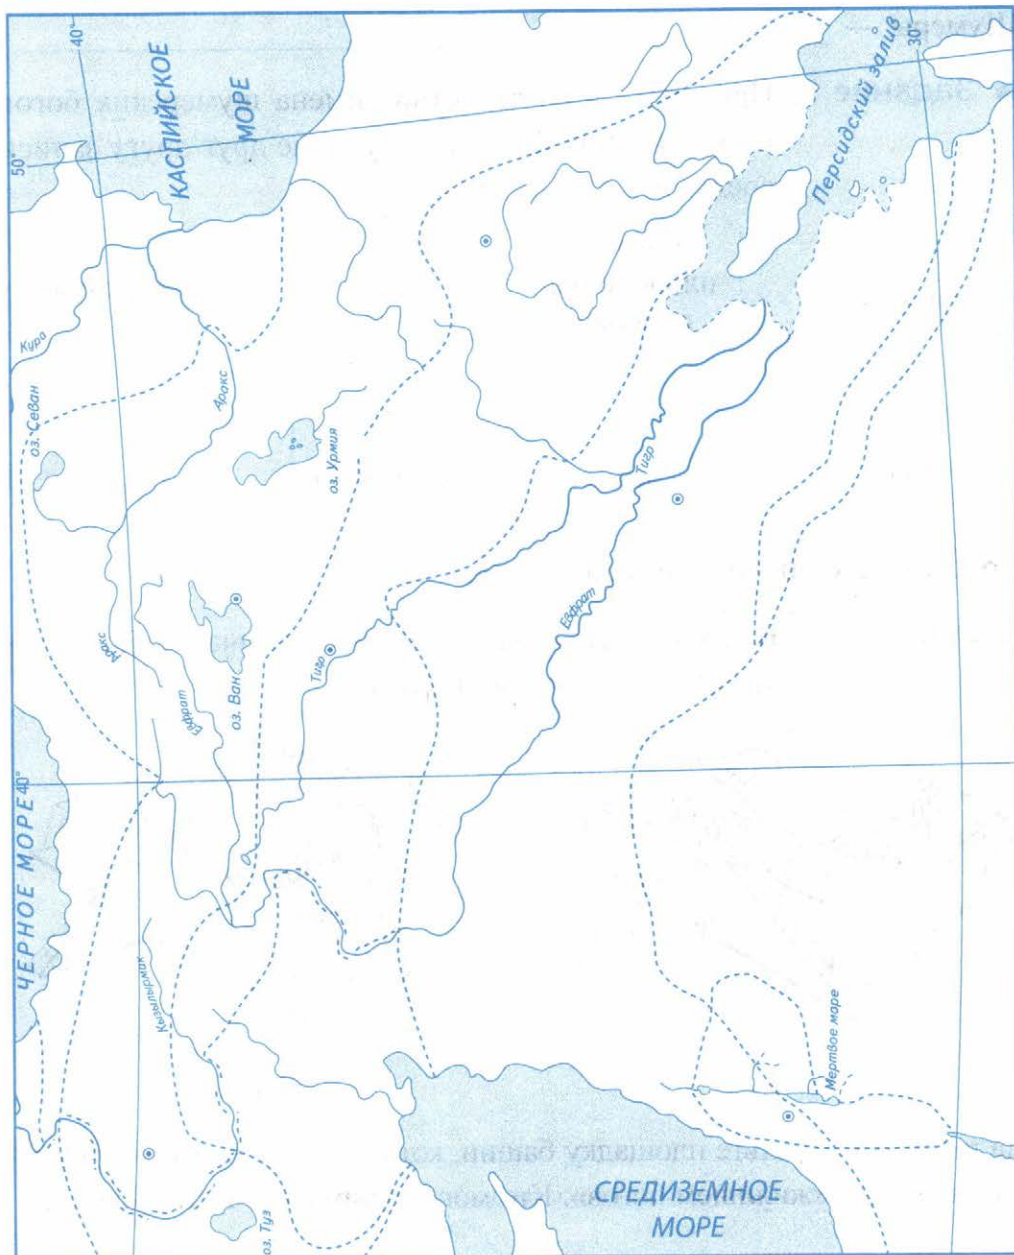 40°
50°
КАСПИЙСКОЕ
МОРЕ
Персидский залив
30°
Кура
оз. Севан
Аракс
оз. Урмия
Тигр
Аракс
Евфрат
оз. Ван
Тигр
Евфрат
40°
ЧЕРНОЕ МОРЕ
Кызылырмак
Мертвое море
оз. Туз
СРЕДИЗЕМНОЕ
МОРЕ